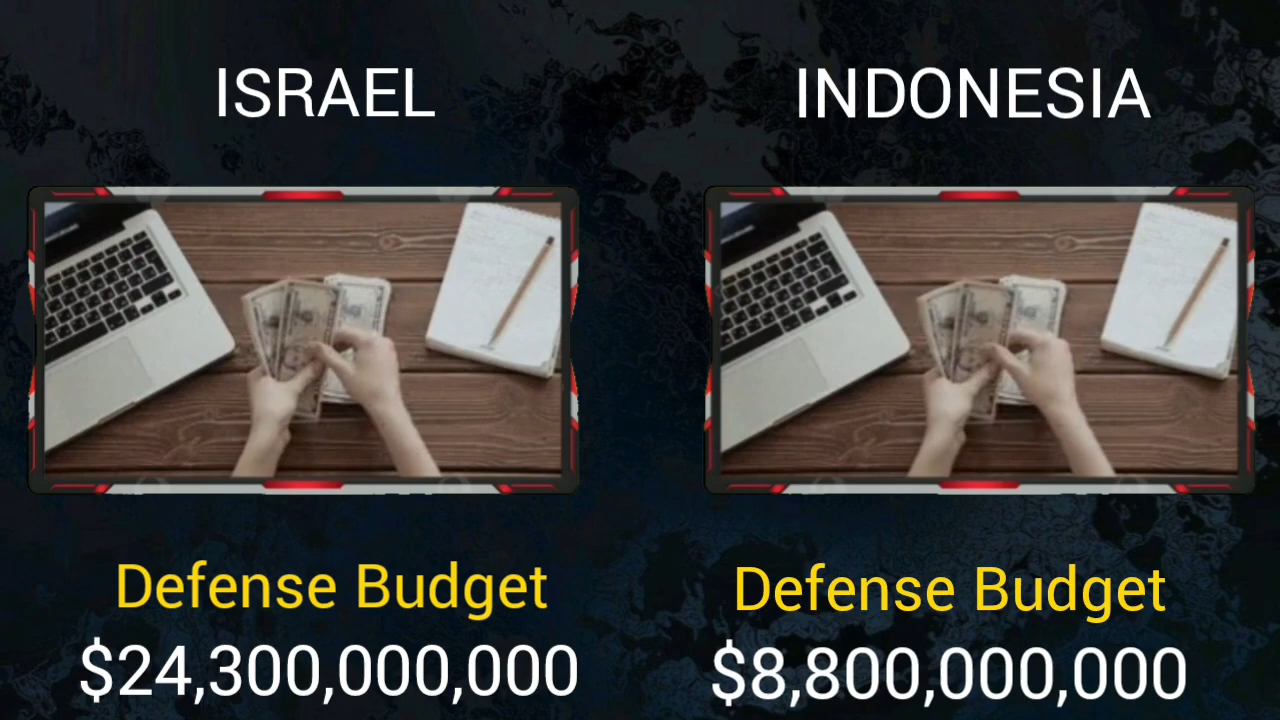 ISRAEL
INDONESIA
Defense Budget
$24,300,000,000
Defense Budget
$8,800,000,000